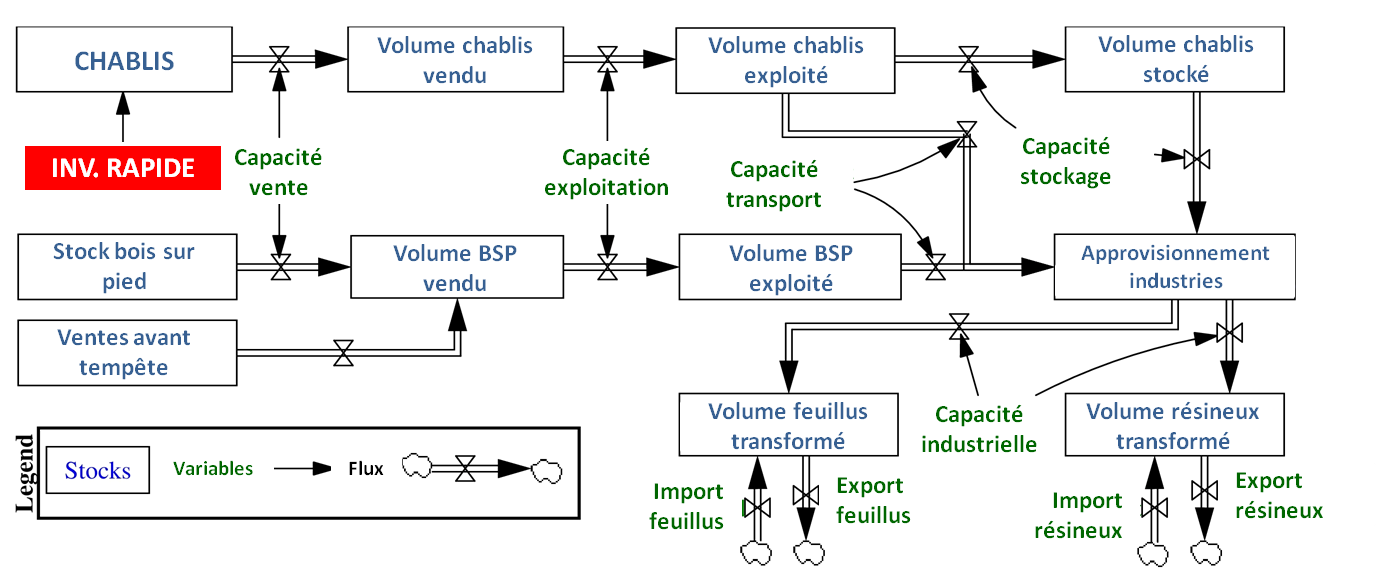 CHABLIS
Volume chablis
vendu
Volume chablis
exploité
Volume chablis
stocké
INV. RAPIDE
Capacité
vente
Capacité
exploitation
Capacité
transport
Capacité
stockage
Stock bois sur
pied
Volume BSP
vendu
Volume BSP
exploité
Approvisionnement
industries
Ventes avant
tempête
Volume feuillus
transformé
Capacité
industrielle
Volume résineux
transformé
Import
feuillus
Export
feuillus
Import
résineux
Export
résineux
Legend
Stocks
Variables
Flux